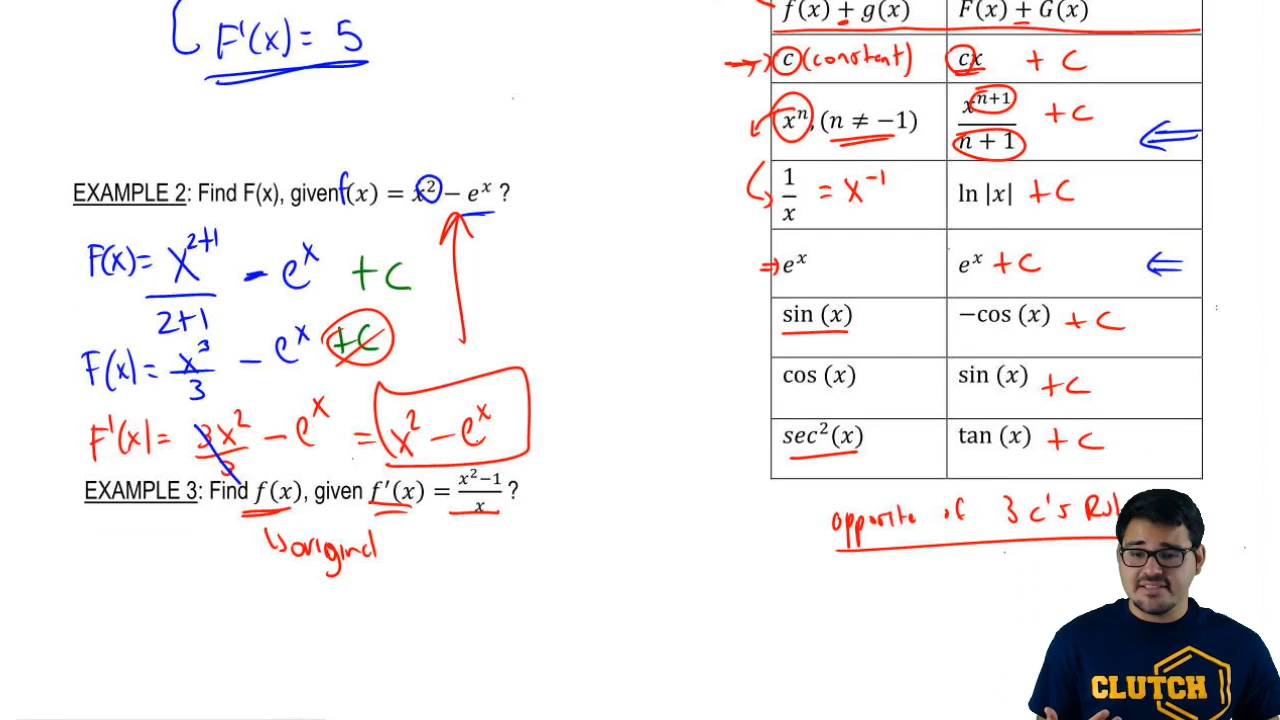 F'(x) = 5
EXAMPLE 2: Find F(x), given f(x) = x² − eˣ ?
F(x) = x²⁺¹ / 2+1 − eˣ + C
F(x) = x³ / 3 − eˣ + C
F'(x) = 3x² / 3 − eˣ = x² − eˣ
EXAMPLE 3: Find f(x), given f′(x) = x²−1 / x ?
↳ original
f(x) + g(x) F(x) + G(x)
→ c (constant) cx + C
xⁿ, (n ≠ −1) xⁿ⁺¹ / n + 1 + C
1 / x = x⁻¹ ln |x| + C
⇒ eˣ eˣ + C
sin (x) −cos (x) + C
cos (x) sin (x) + C
sec²(x) tan (x) + C
opposite of 3 c's
CLUTCH